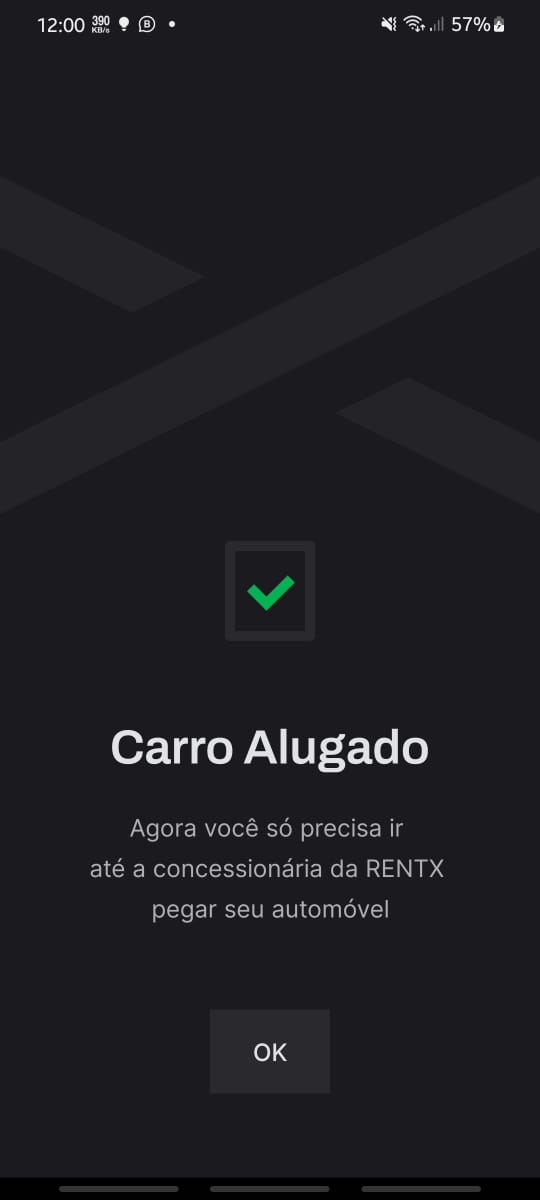 12:00 390 KB/s B 57%
Carro Alugado
Agora você só precisa ir
até a concessionária da RENTX
pegar seu automóvel
OK